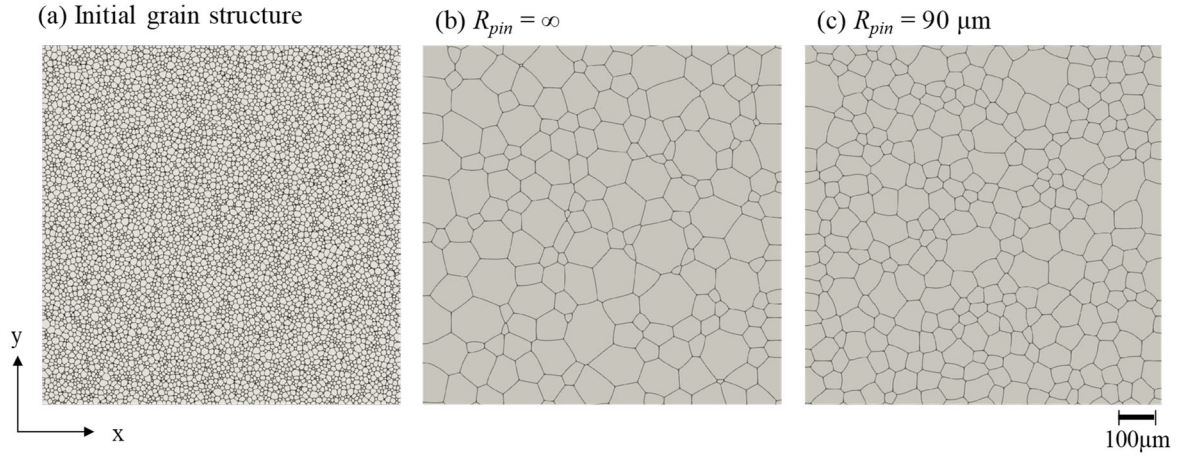 (a) Initial grain structure
(b) R_pin = ∞
(c) R_pin = 90 μm
y
x
100μm